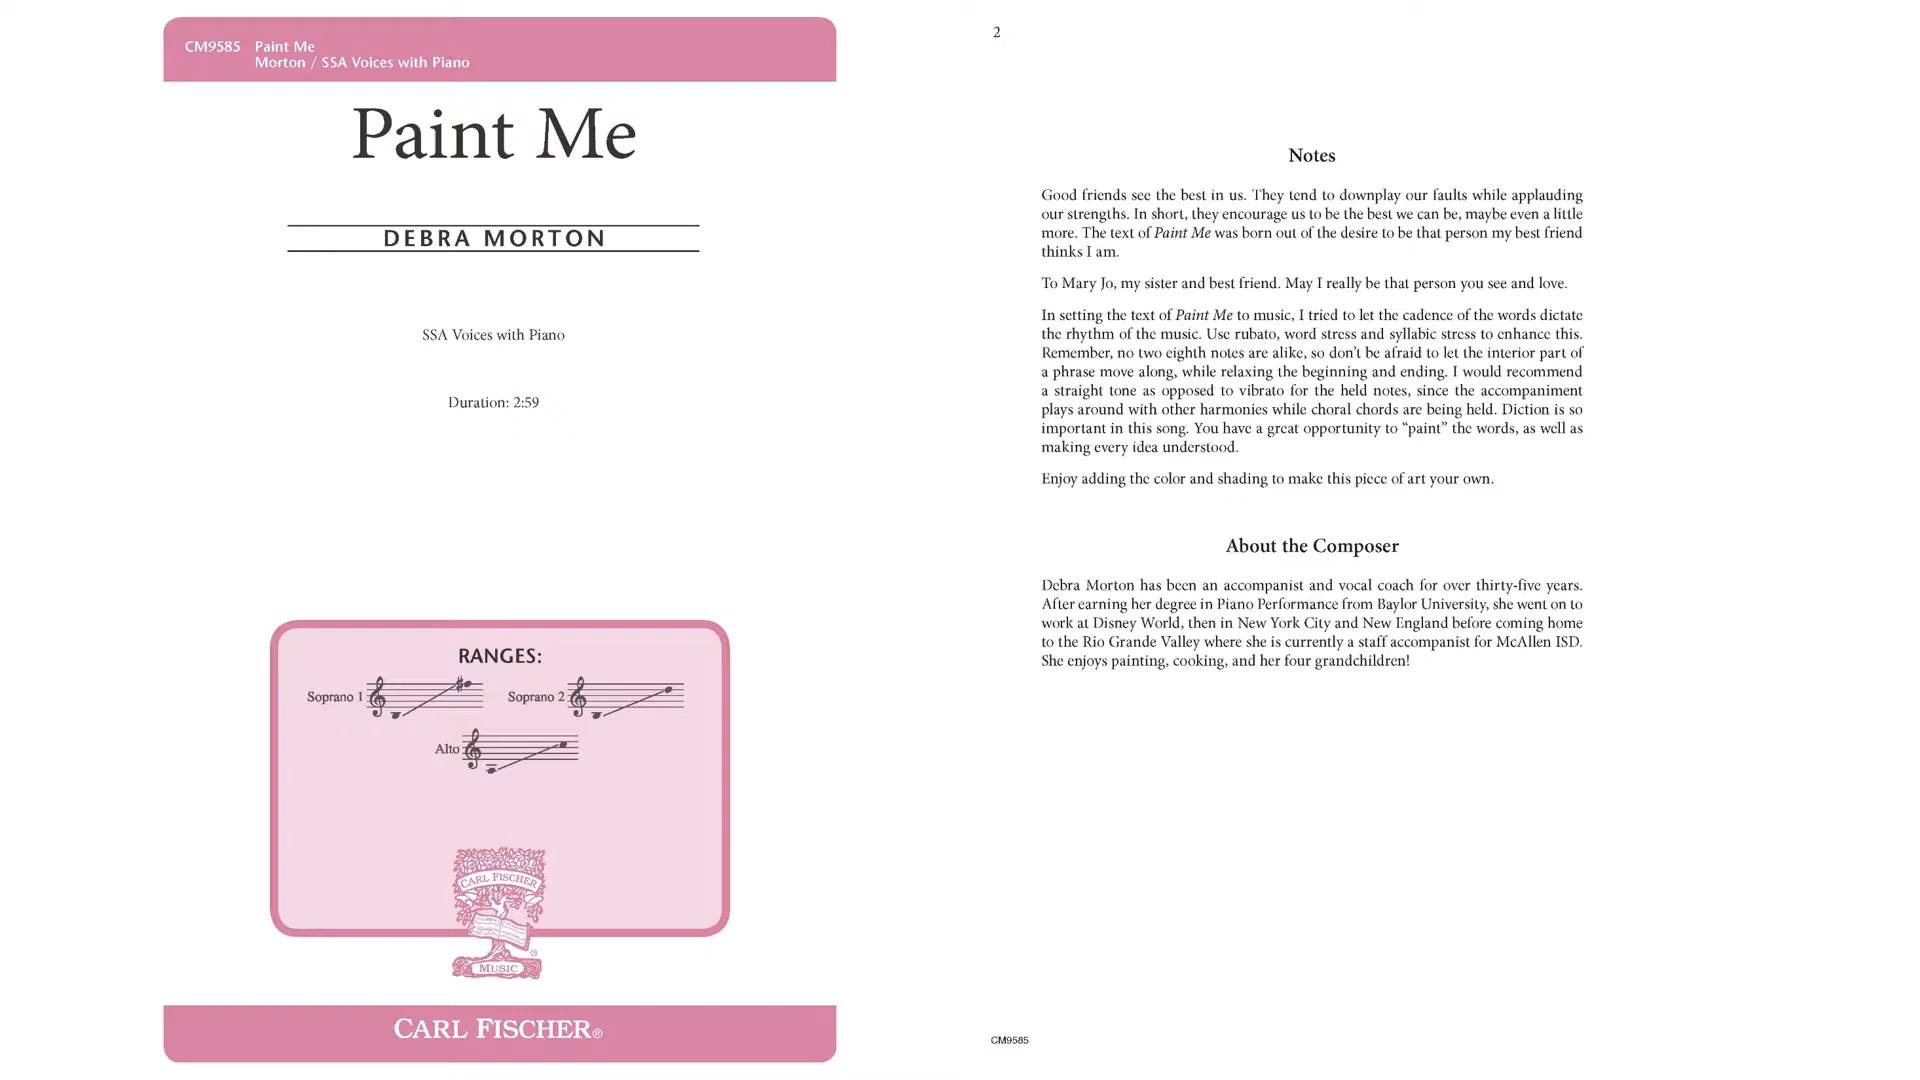 CM9585 Paint Me
Morton / SSA Voices with Piano
Paint Me
DEBRA MORTON
SSA Voices with Piano
Duration: 2:59
RANGES:
Soprano 1
Soprano 2
Alto
CARL FISCHER
MUSIC
®
CARL FISCHER®
2
Notes
Good friends see the best in us. They tend to downplay our faults while applauding
our strengths. In short, they encourage us to be the best we can be, maybe even a little
more. The text of Paint Me was born out of the desire to be that person my best friend
thinks I am.
To Mary Jo, my sister and best friend. May I really be that person you see and love.
In setting the text of Paint Me to music, I tried to let the cadence of the words dictate
the rhythm of the music. Use rubato, word stress and syllabic stress to enhance this.
Remember, no two eighth notes are alike, so don’t be afraid to let the interior part of
a phrase move along, while relaxing the beginning and ending. I would recommend
a straight tone as opposed to vibrato for the held notes, since the accompaniment
plays around with other harmonies while choral chords are being held. Diction is so
important in this song. You have a great opportunity to “paint” the words, as well as
making every idea understood.
Enjoy adding the color and shading to make this piece of art your own.
About the Composer
Debra Morton has been an accompanist and vocal coach for over thirty-five years.
After earning her degree in Piano Performance from Baylor University, she went on to
work at Disney World, then in New York City and New England before coming home
to the Rio Grande Valley where she is currently a staff accompanist for McAllen ISD.
She enjoys painting, cooking, and her four grandchildren!
CM9585